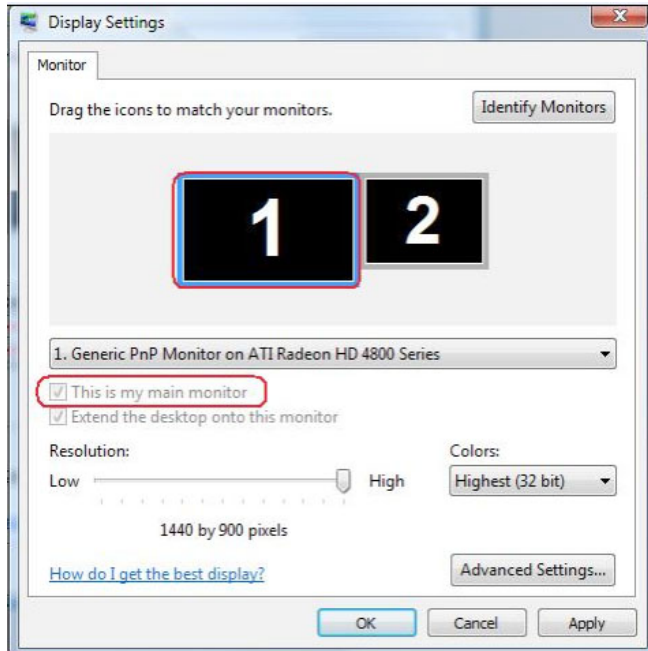 Display Settings
Monitor
Drag the icons to match your monitors.
Identify Monitors
1
2
1. Generic PnP Monitor on ATI Radeon HD 4800 Series
This is my main monitor
Extend the desktop onto this monitor
Resolution:
Colors:
Low
High
Highest (32 bit)
1440 by 900 pixels
How do I get the best display?
Advanced Settings...
OK
Cancel
Apply